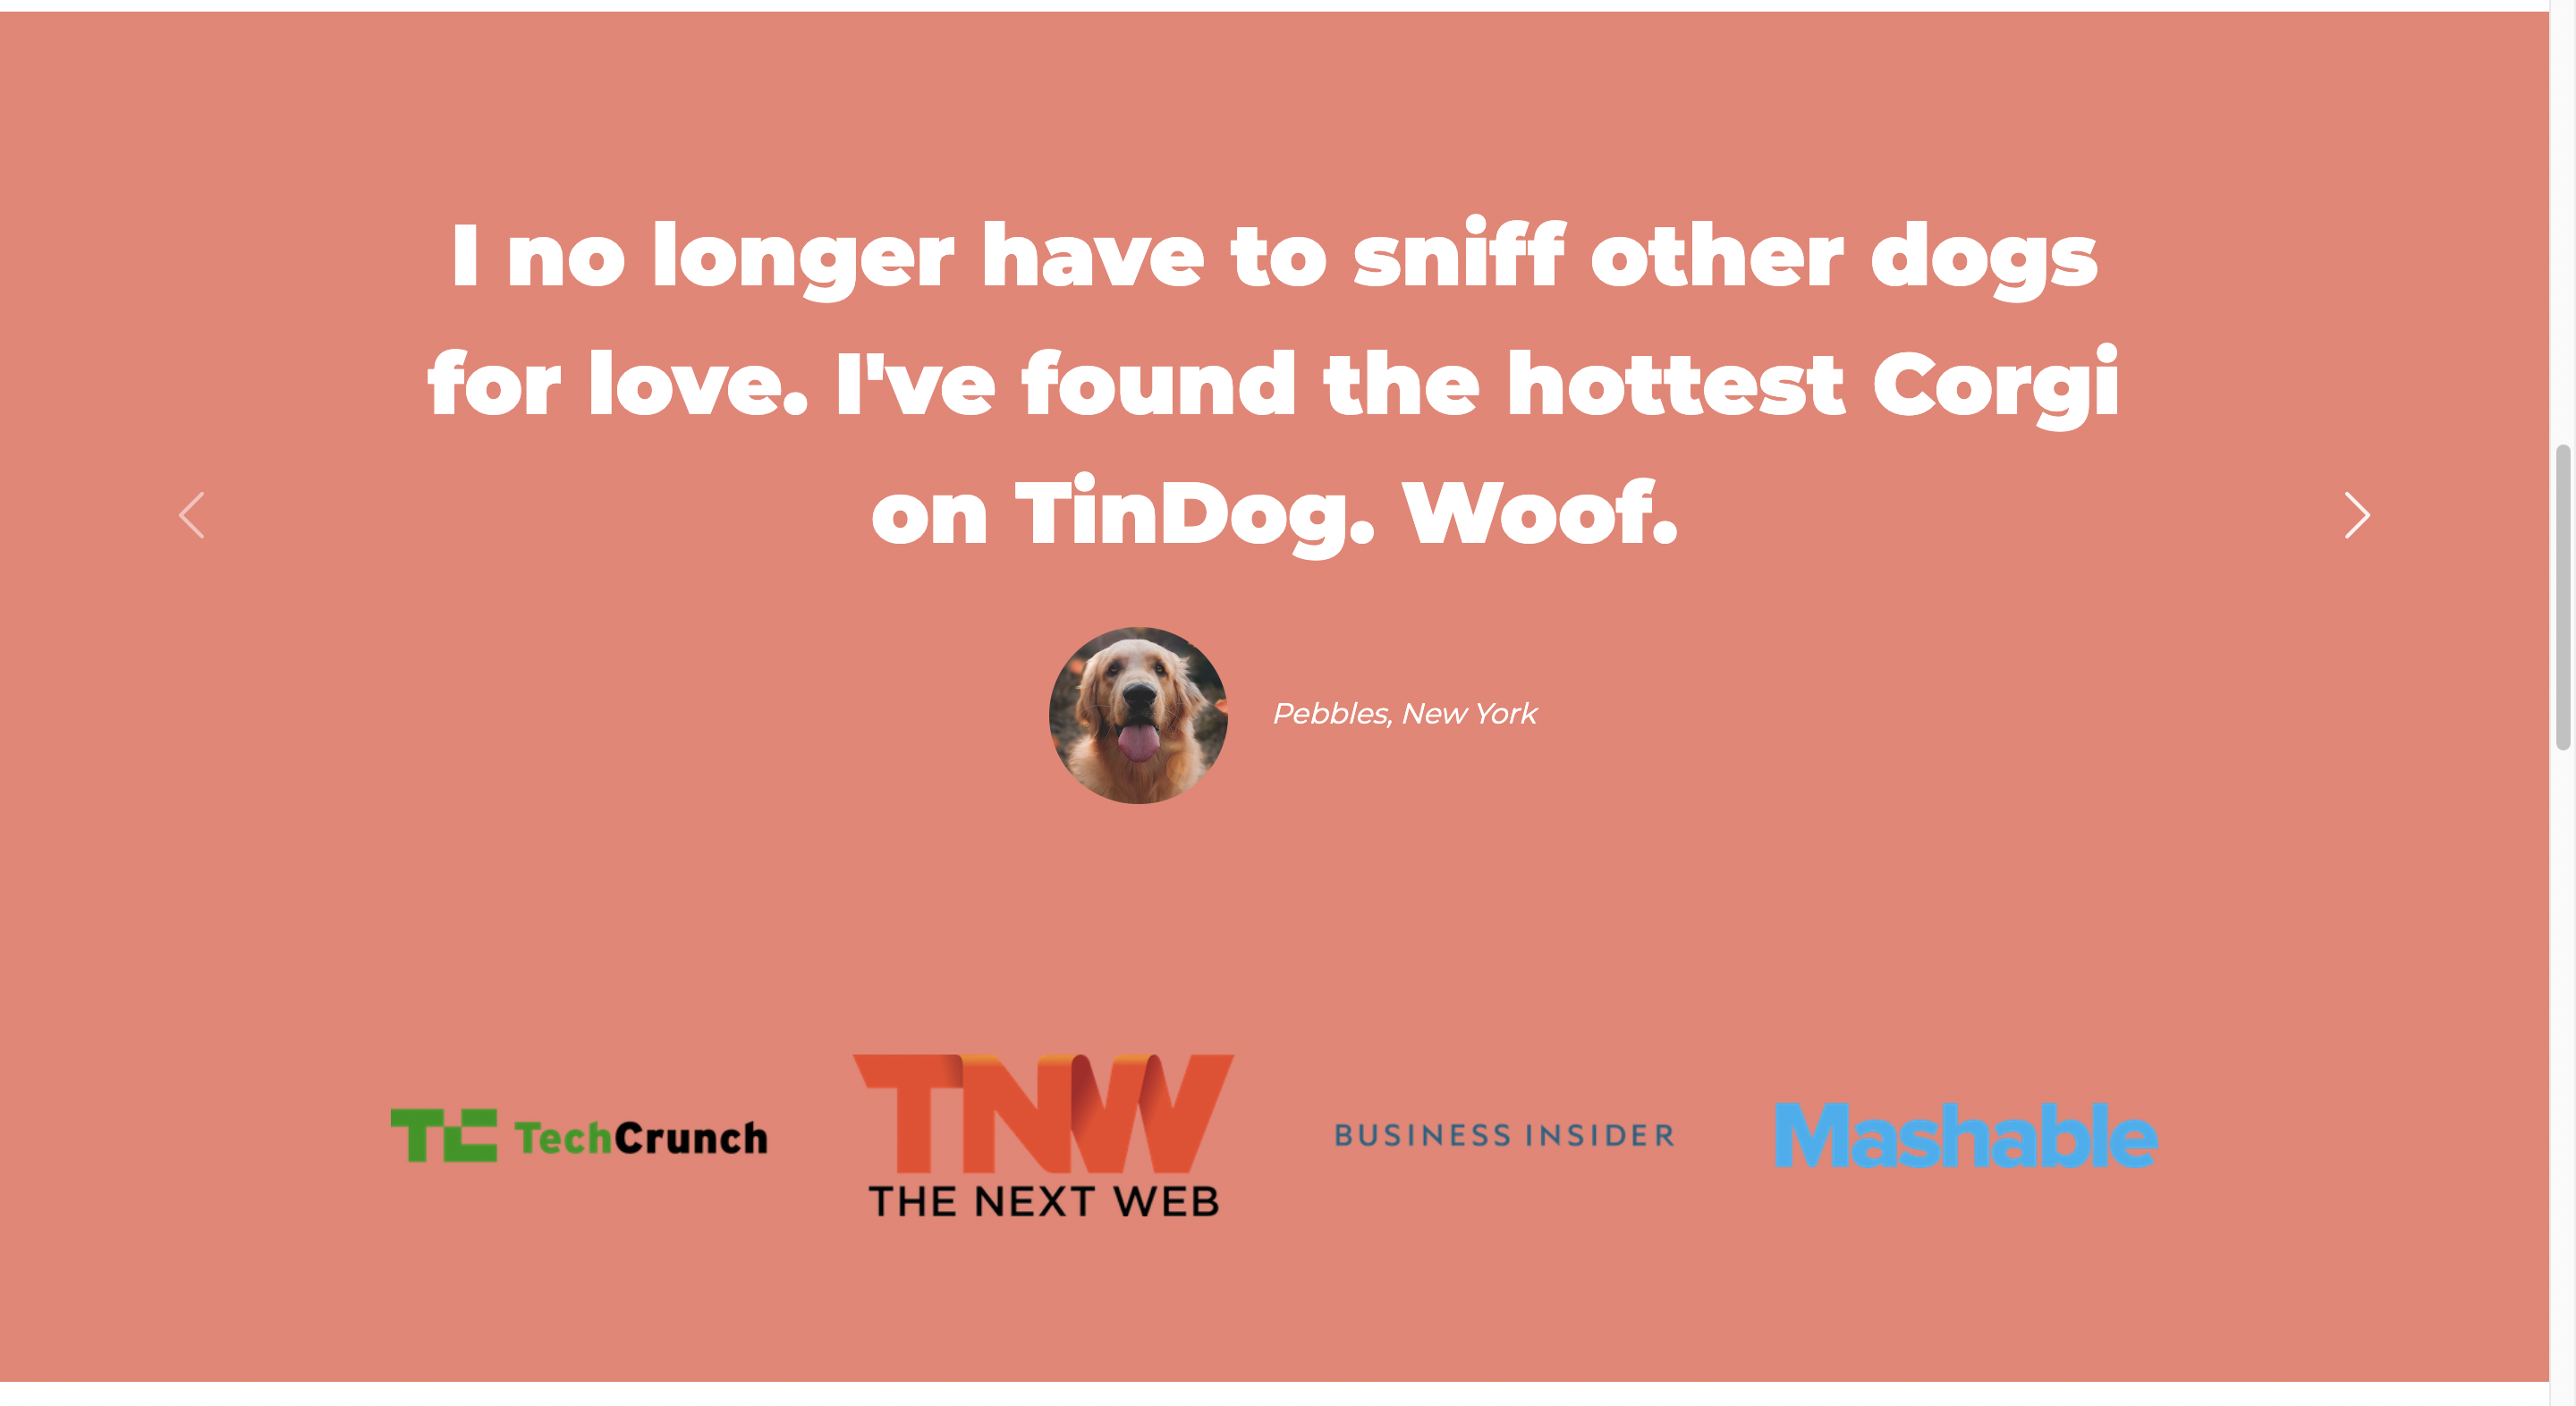 I no longer have to sniff other dogs
for love. I've found the hottest Corgi
on TinDog. Woof.
Pebbles, New York
TC TechCrunch
TNW
THE NEXT WEB
BUSINESS INSIDER
Mashable